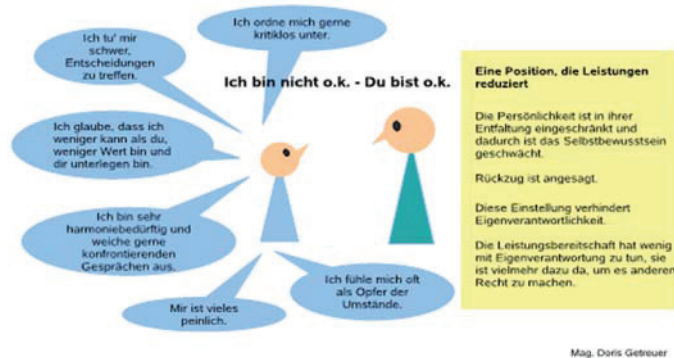 Ich ordne mich gerne
kritiklos unter.
Ich tu' mir
schwer,
Entscheidungen
zu treffen.
Ich bin nicht o.k. - Du bist o.k.
Ich glaube, dass ich
weniger kann als du,
weniger Wert bin und
dir unterlegen bin.
Ich bin sehr
harmoniebedürftig und
weiche gerne
konfrontierenden
Gesprächen aus.
Mir ist vieles
peinlich.
Ich fühle mich oft
als Opfer der
Umstände.
Eine Position, die Leistungen
reduziert
Die Persönlichkeit ist in ihrer
Entfaltung eingeschränkt und
dadurch ist das Selbstbewusstsein
geschwächt.
Rückzug ist angesagt.
Diese Einstellung verhindert
Eigenverantwortlichkeit.
Die Leistungsbereitschaft hat wenig
mit Eigenverantwortung zu tun, sie
ist vielmehr dazu da, um es anderen
Recht zu machen.
Mag. Doris Getreuer